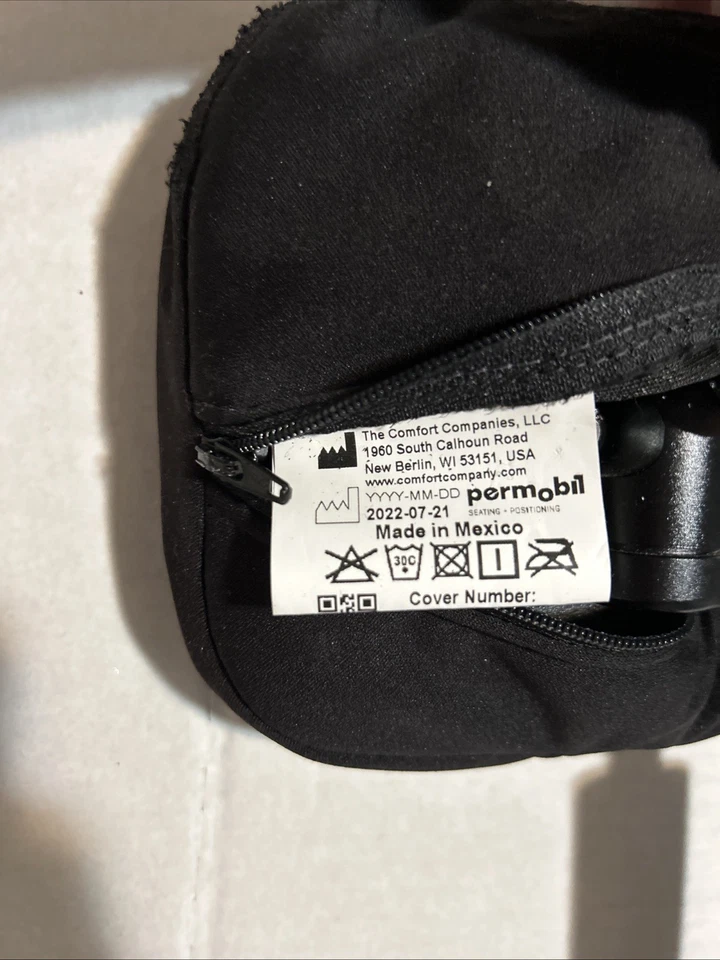 The Comfort Companies, LLC
1960 South Calhoun Road
New Berlin, WI 53151, USA
www.comfortcompany.com
YYYY-MM-DD
2022-07-21
permobil
SEATING • POSITIONING
Made in Mexico
30C
Cover Number: